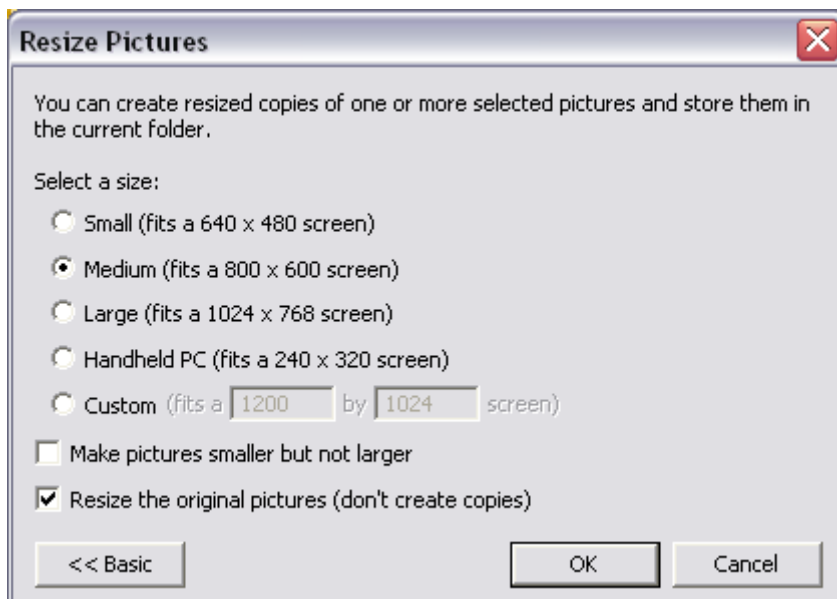 Resize Pictures
You can create resized copies of one or more selected pictures and store them in
the current folder.
Select a size:
Small (fits a 640 x 480 screen)
Medium (fits a 800 x 600 screen)
Large (fits a 1024 x 768 screen)
Handheld PC (fits a 240 x 320 screen)
Custom (fits a 1200 by 1024 screen)
Make pictures smaller but not larger
Resize the original pictures (don't create copies)
<< Basic OK Cancel